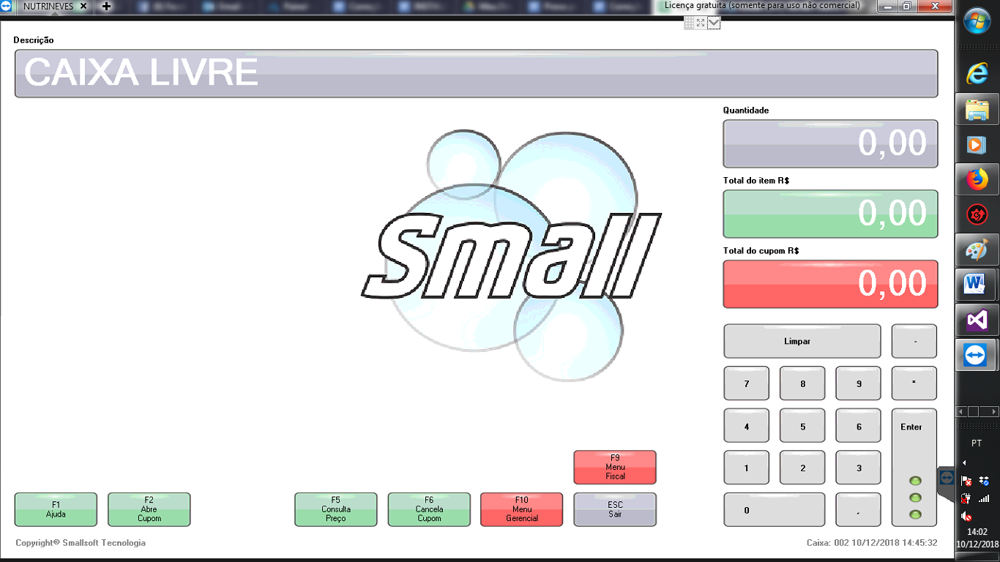 NUTRINEVES
Licença gratuita (somente para uso não comercial)
Descrição
CAIXA LIVRE
Quantidade
0,00
Total do item R$
0,00
Total do cupom R$
0,00
Small
Limpar
-
7
8
9
*
4
5
6
Enter
1
2
3
0
,
F9
Menu
Fiscal
F1
Ajuda
F2
Abre
Cupom
F5
Consulta
Preço
F6
Cancela
Cupom
F10
Menu
Gerencial
ESC
Sair
Copyright© Smallsoft Tecnologia
Caixa: 002 10/12/2018 14:45:32
PT
14:02
10/12/2018